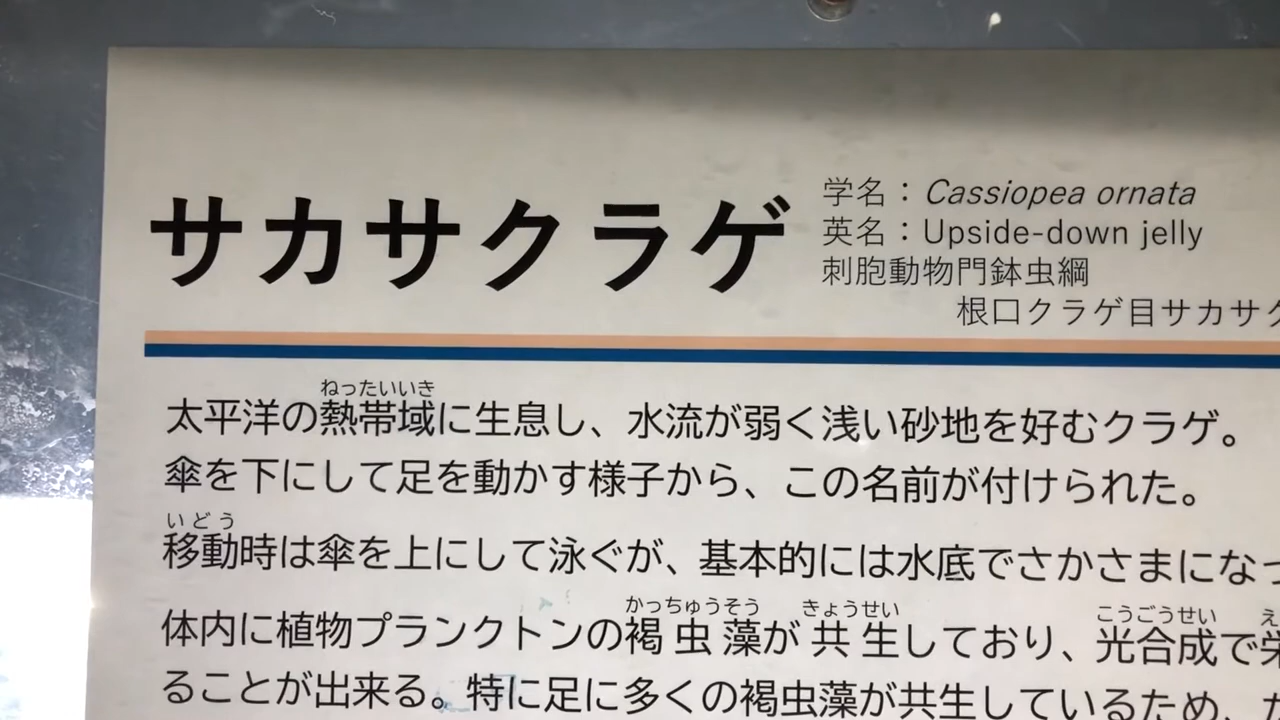 サカサクラゲ
学名：Cassiopea ornata
英名：Upside-down jelly
刺胞動物門鉢虫綱
根口クラゲ目サカサク
ねったいいき
太平洋の熱帯域に生息し、水流が弱く浅い砂地を好むクラゲ。
傘を下にして足を動かす様子から、この名前が付けられた。
いどう
移動時は傘を上にして泳ぐが、基本的には水底でさかさまになっ
かっちゅうそう きょうせい こうごうせい え
体内に植物プランクトンの褐虫藻が共生しており、光合成で栄
ることが出来る。特に足に多くの褐虫藻が共生しているため、